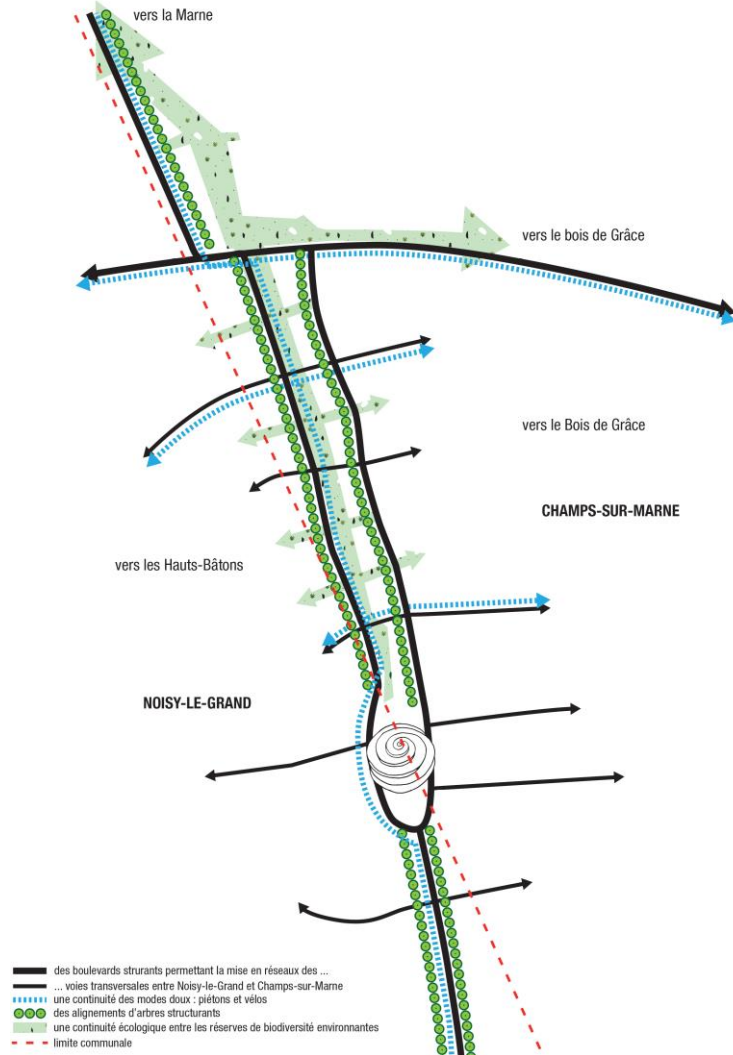 vers la Marne
vers le bois de Grâce
vers le Bois de Grâce
CHAMPS-SUR-MARNE
vers les Hauts-Bâtons
NOISY-LE-GRAND
des boulevards strurants permettant la mise en réseaux des ...
... voies transversales entre Noisy-le-Grand et Champs-sur-Marne
une continuité des modes doux : piétons et vélos
des alignements d'arbres structurants
une continuité écologique entre les réserves de biodiversité environnantes
limite communale